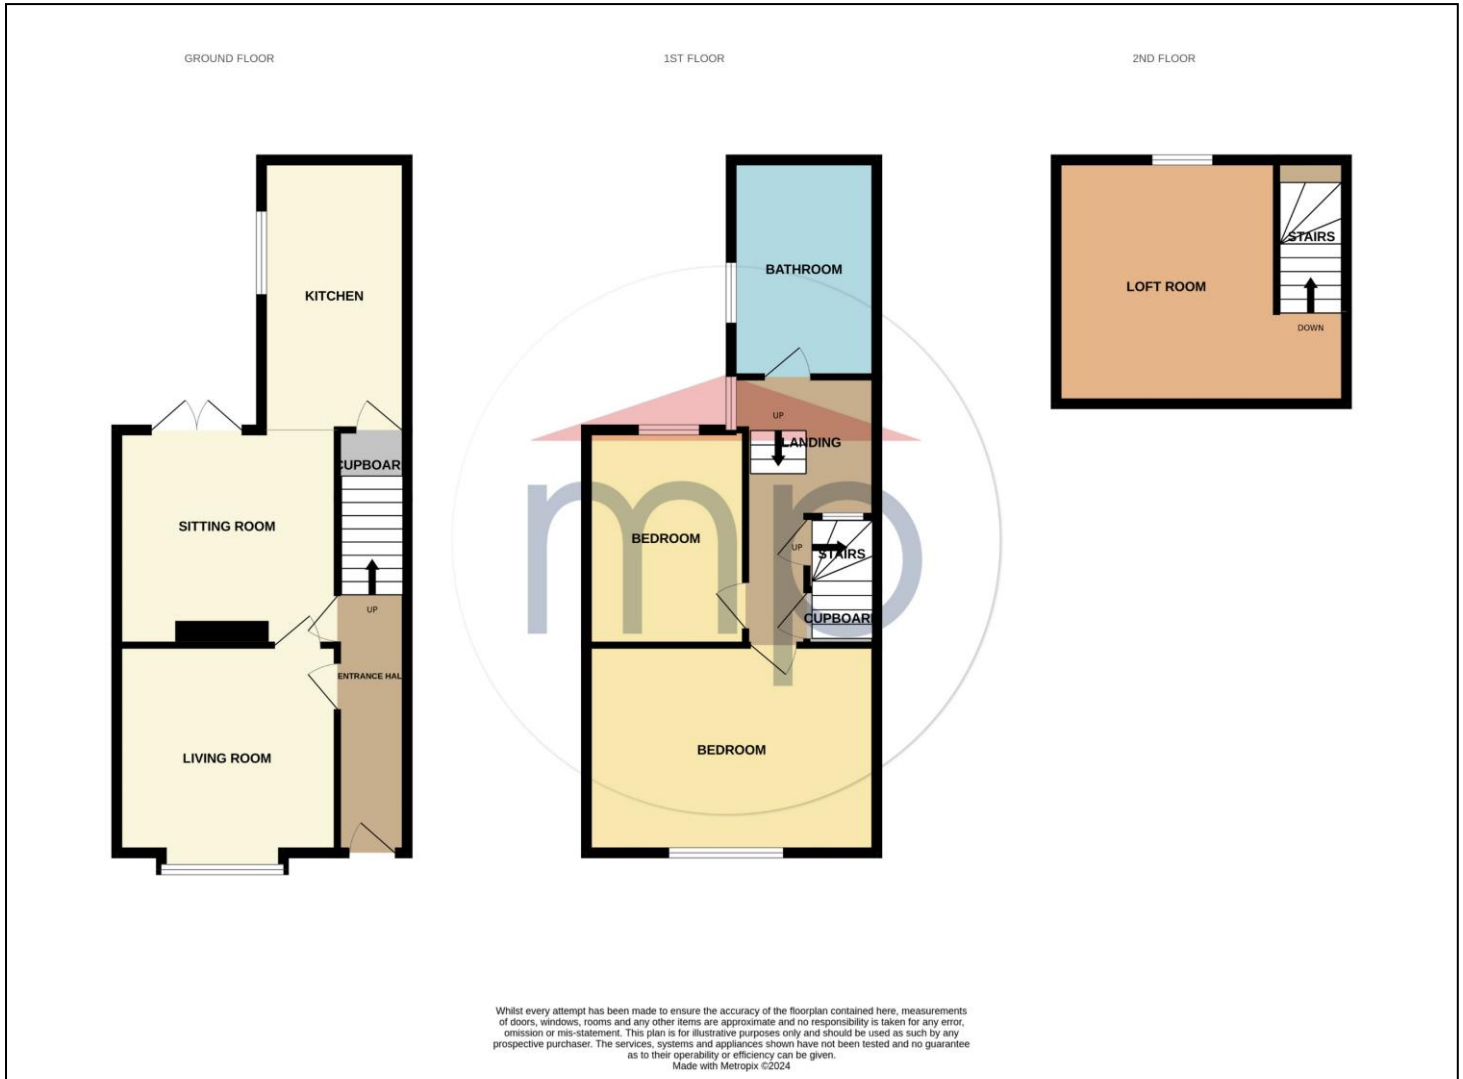 GROUND FLOOR
1ST FLOOR
2ND FLOOR
KITCHEN
CUPBOARD
SITTING ROOM
UP
ENTRANCE HALL
LIVING ROOM
BATHROOM
UP
LANDING
BEDROOM
UP
STAIRS
CUPBOARD
BEDROOM
mp
STAIRS
LOFT ROOM
DOWN
Whilst every attempt has been made to ensure the accuracy of the floorplan contained here, measurements
of doors, windows, rooms and any other items are approximate and no responsibility is taken for any error,
omission or mis-statement. This plan is for illustrative purposes only and should be used as such by any
prospective purchaser. The services, systems and appliances shown have not been tested and no guarantee
as to their operability or efficiency can be given.
Made with Metropix ©2024